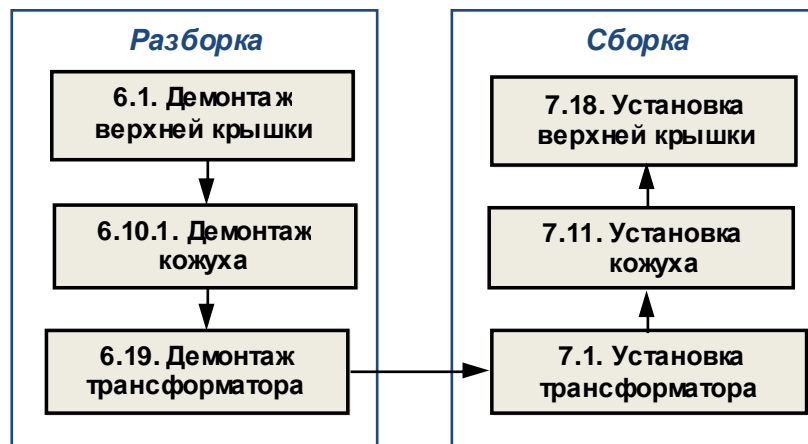 Разборка
6.1. Демонтаж
верхней крышки
6.10.1. Демонтаж
кожуха
6.19. Демонтаж
трансформатора
Сборка
7.18. Установка
верхней крышки
7.11. Установка
кожуха
7.1. Установка
трансформатора